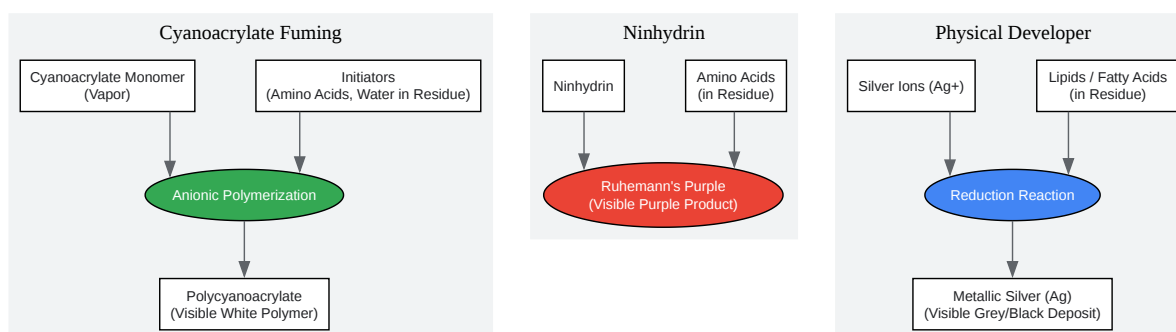 Cyanoacrylate Fuming
Cyanoacrylate Monomer
(Vapor)
Initiators
(Amino Acids, Water in Residue)
Anionic Polymerization
Polycyanoacrylate
(Visible White Polymer)
Ninhydrin
Ninhydrin
Amino Acids
(in Residue)
Ruhemann's Purple
(Visible Purple Product)
Physical Developer
Silver Ions (Ag+)
Lipids / Fatty Acids
(in Residue)
Reduction Reaction
Metallic Silver (Ag)
(Visible Grey/Black Deposit)